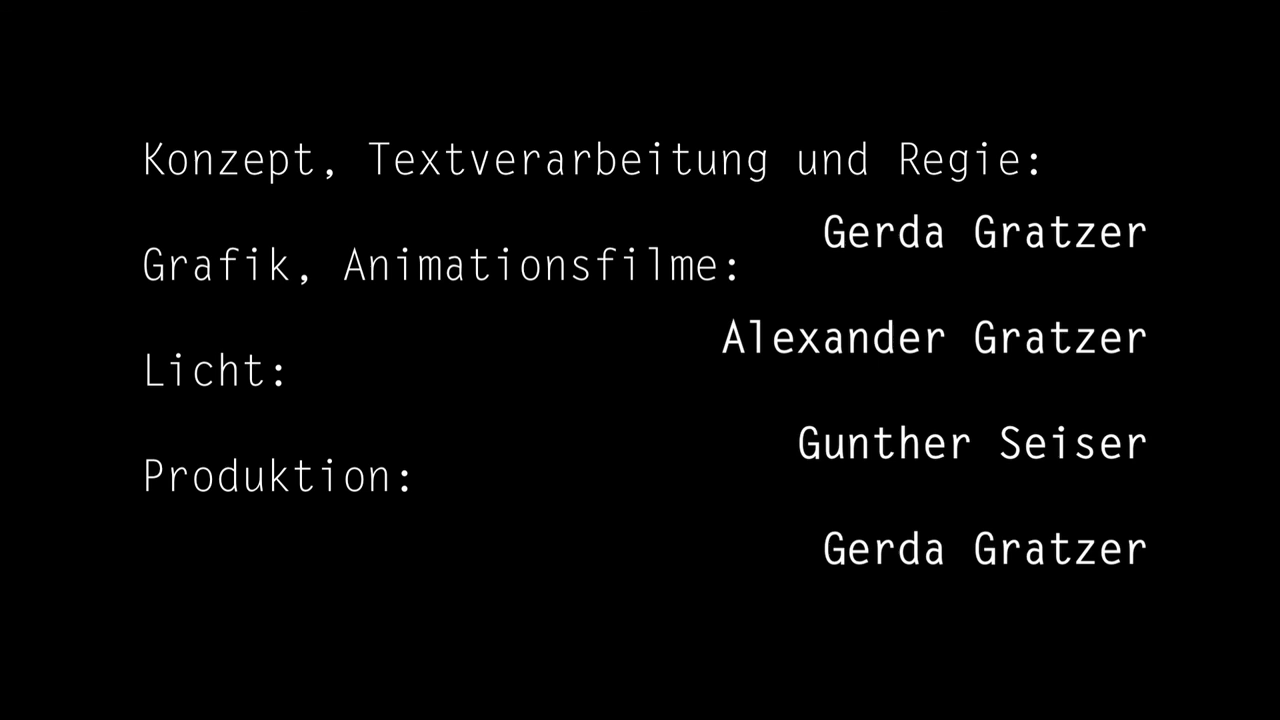 Konzept, Textverarbeitung und Regie:
Gerda Gratzer
Grafik, Animationsfilme:
Alexander Gratzer
Licht:
Gunther Seiser
Produktion:
Gerda Gratzer